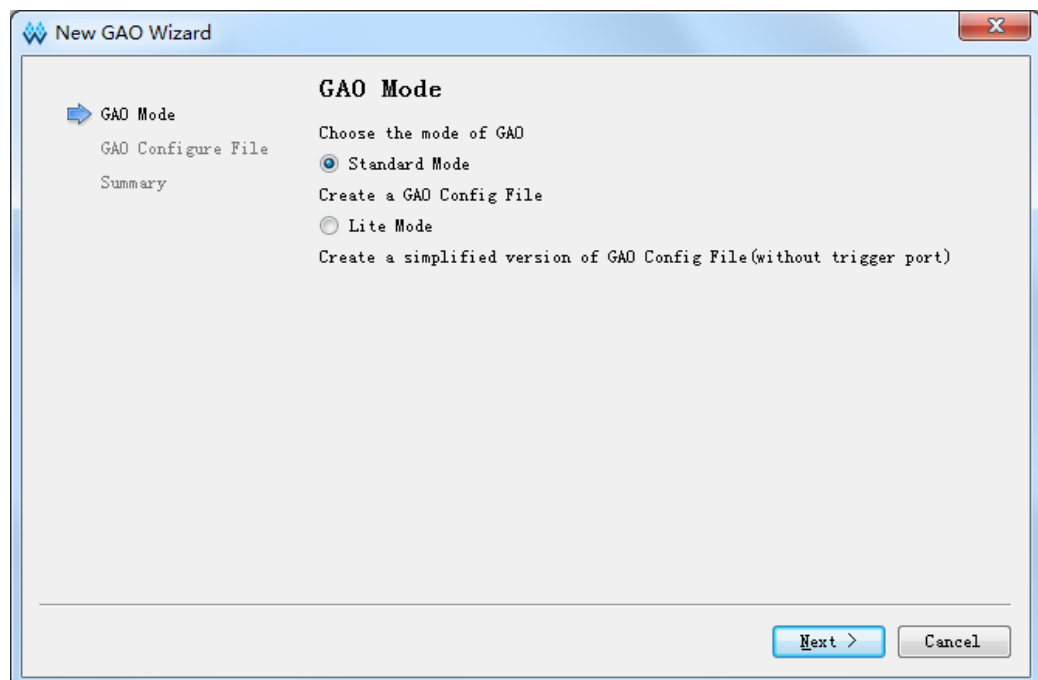 New GAO Wizard
GAO Mode
GAO Configure File
Summary
GAO Mode
Choose the mode of GAO
Standard Mode
Create a GAO Config File
Lite Mode
Create a simplified version of GAO Config File(without trigger port)
Next >
Cancel